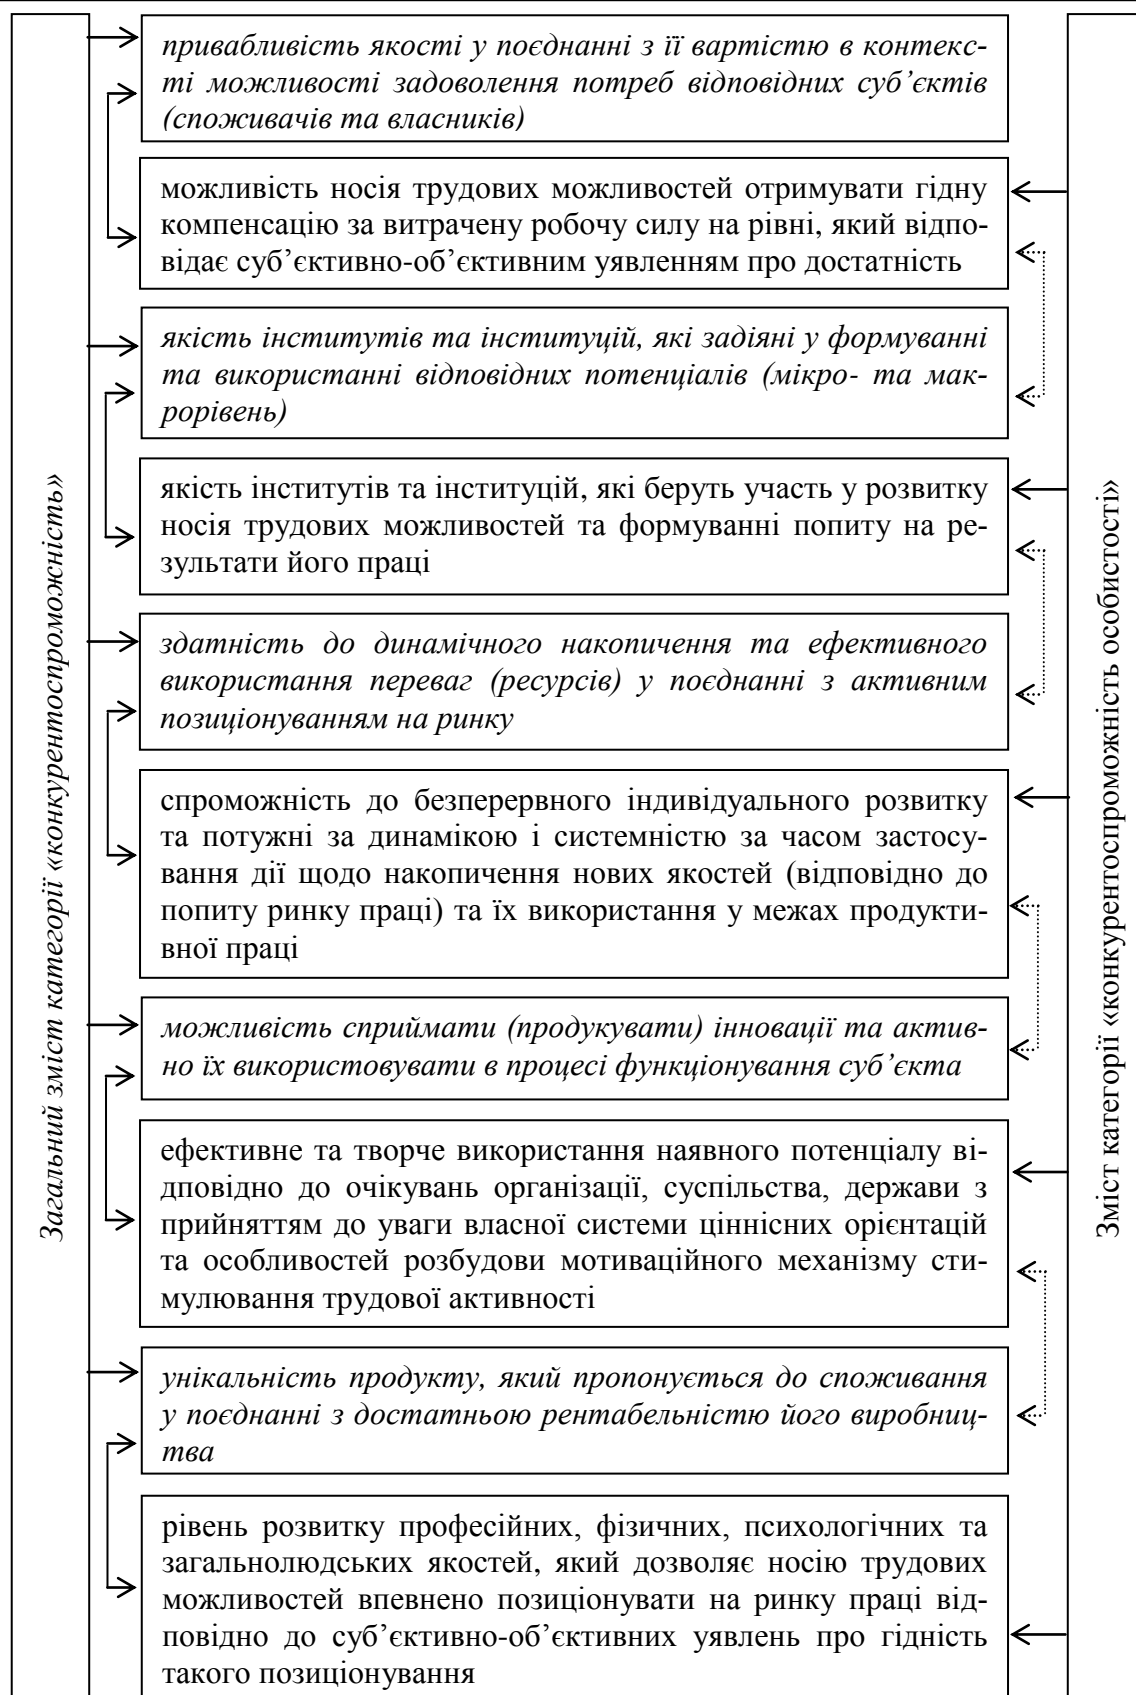 Загальний зміст категорії «конкурентоспроможність»
привабливість якості у поєднанні з її вартістю в контекс-
ті можливості задоволення потреб відповідних суб’єктів
(споживачів та власників)
можливість носія трудових можливостей отримувати гідну
компенсацію за витрачену робочу силу на рівні, який відпо-
відає суб’єктивно-об’єктивним уявленням про достатність
якість інститутів та інституцій, які задіяні у формуванні
та використанні відповідних потенціалів (мікро- та мак-
рорівень)
якість інститутів та інституцій, які беруть участь у розвитку
носія трудових можливостей та формуванні попиту на ре-
зультати його праці
здатність до динамічного накопичення та ефективного
використання переваг (ресурсів) у поєднанні з активним
позиціонуванням на ринку
спроможність до безперервного індивідуального розвитку
та потужні за динамікою і системністю за часом застосу-
вання дії щодо накопичення нових якостей (відповідно до
попиту ринку праці) та їх використання у межах продукти-
вної праці
можливість сприймати (продукувати) інновації та актив-
но їх використовувати в процесі функціонування суб’єкта
ефективне та творче використання наявного потенціалу ві-
дповідно до очікувань організації, суспільства, держави з
прийняттям до уваги власної системи ціннісних орієнтацій
та особливостей розбудови мотиваційного механізму сти-
мулювання трудової активності
унікальність продукту, який пропонується до споживання
у поєднанні з достатньою рентабельністю його виробниц-
тва
рівень розвитку професійних, фізичних, психологічних та
загальнолюдських якостей, який дозволяє носію трудових
можливостей впевнено позиціонувати на ринку праці від-
повідно до суб’єктивно-об’єктивних уявлень про гідність
такого позиціонування
Зміст категорії «конкурентоспроможність особистості»